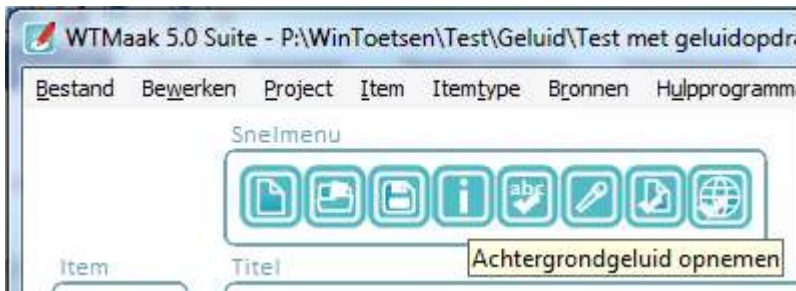 WTMaak 5.0 Suite - P:\WinToetsen\Test\Geluid\Test met geluidopdra
Bestand Bewerken Project Item Itemtype Bronnen Hulpprogramma
Snelmenu
abc
Achtergrondgeluid opnemen
Item Titel